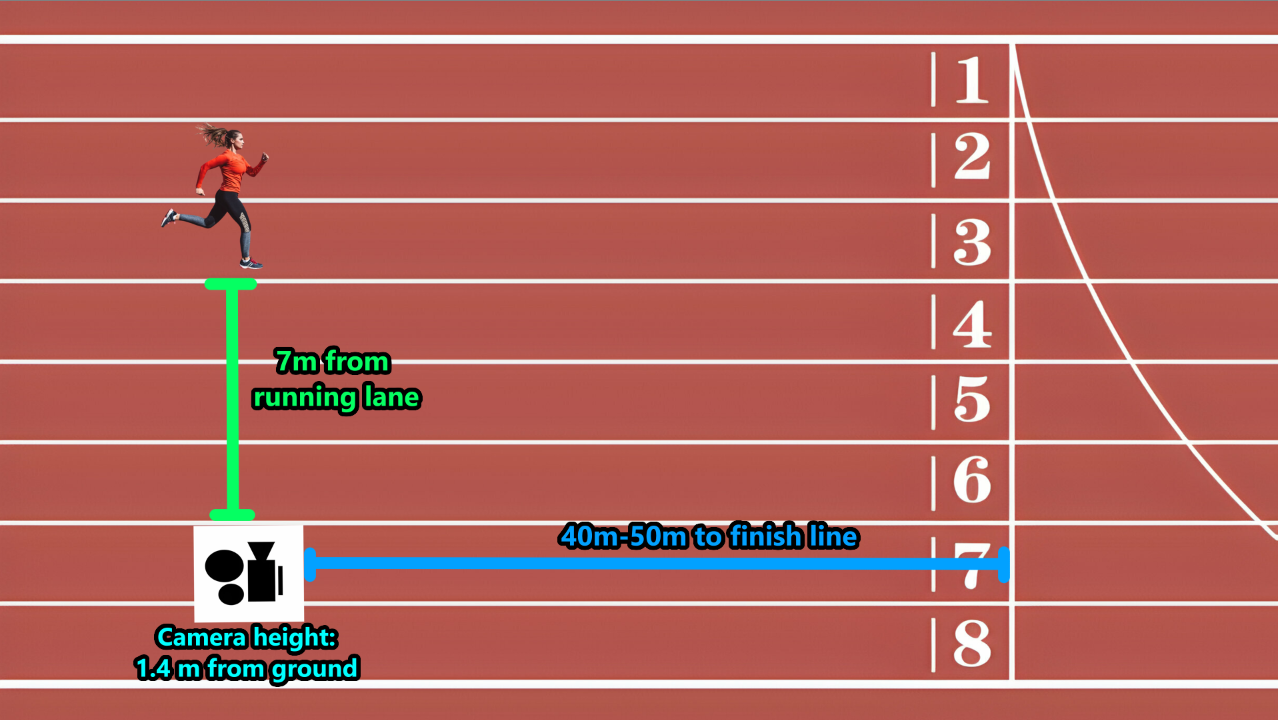 1
2
3
4
7m from
running lane
5
6
40m-50m to finish line
7
Camera height:
1.4 m from ground
8